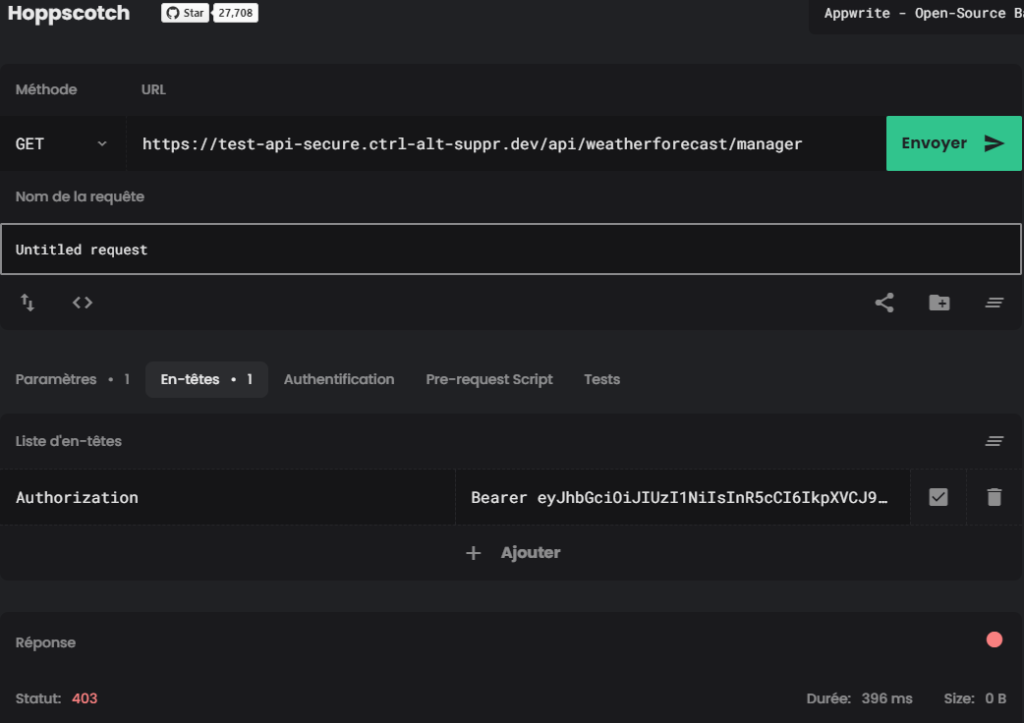 Hoppscotch Star 27,708 Appwrite - Open-Source
Méthode URL
GET https://test-api-secure.ctrl-alt-suppr.dev/api/weatherforecast/manager Envoyer
Nom de la requête
Untitled request
Paramètres • 1 En-têtes • 1 Authentification Pre-request Script Tests
Liste d'en-têtes
Authorization Bearer eyJhbGciOiJIUzI1NiIsInR5cCI6IkpXVCJ9…
+ Ajouter
Réponse
Statut: 403 Durée: 396 ms Size: 0 B